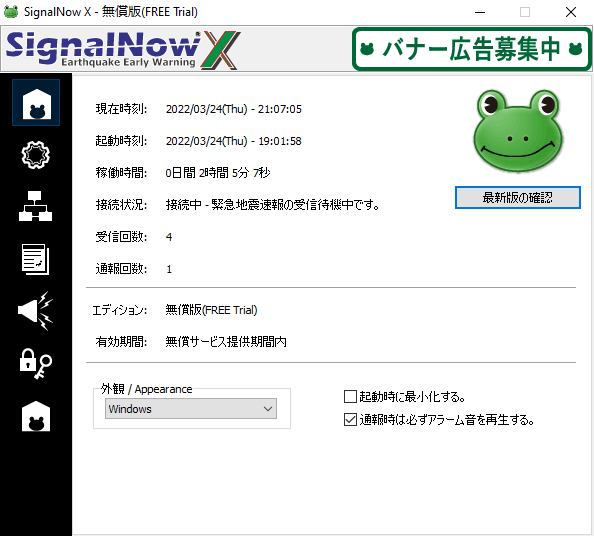 SignalNow X - 無償版(FREE Trial)
SignalNow X
Earthquake Early Warning
バナー広告募集中
現在時刻: 2022/03/24(Thu) - 21:07:05
起動時刻: 2022/03/24(Thu) - 19:01:58
稼働時間: 0日間 2時間 5分 7秒
接続状況: 接続中 - 緊急地震速報の受信待機中です。
最新版の確認
受信回数: 4
通報回数: 1
エディション: 無償版(FREE Trial)
有効期間: 無償サービス提供期間内
外観 / Appearance
Windows
起動時に最小化する。
通報時は必ずアラーム音を再生する。